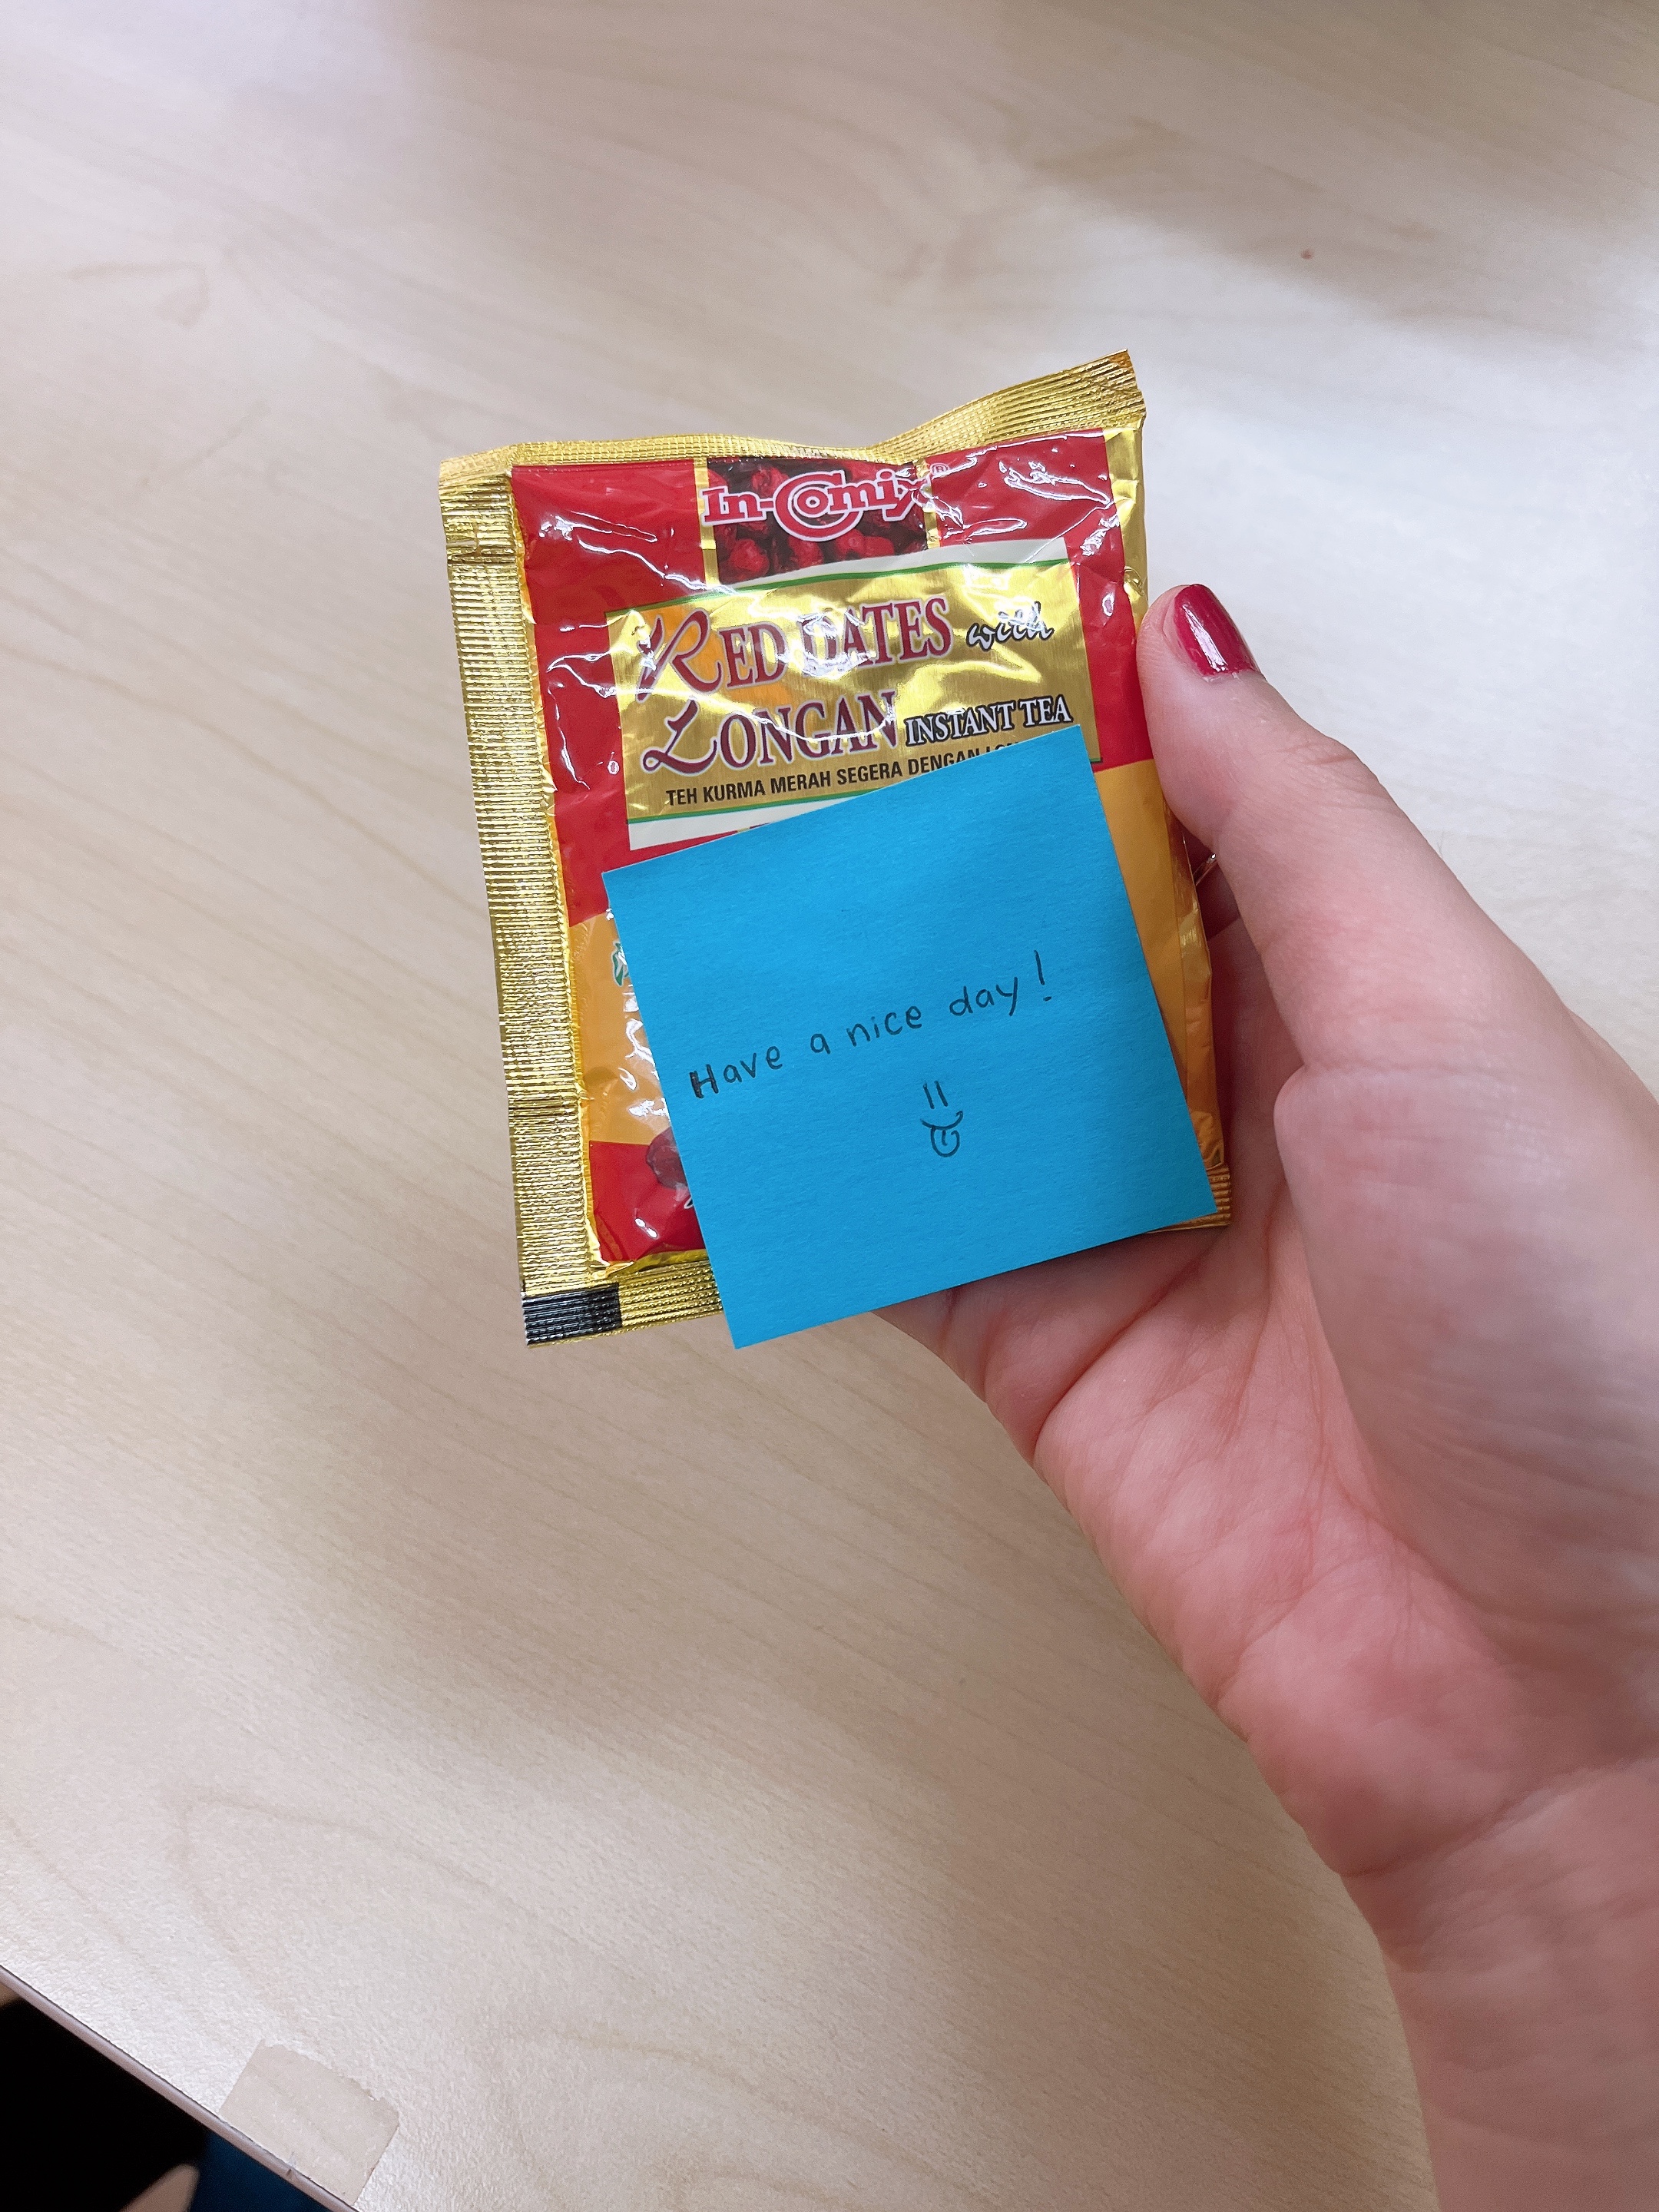 In-Comix®
RED DATES with
LONGAN INSTANT TEA
TEH KURMA MERAH SEGERA DENGAN
Have a nice day!